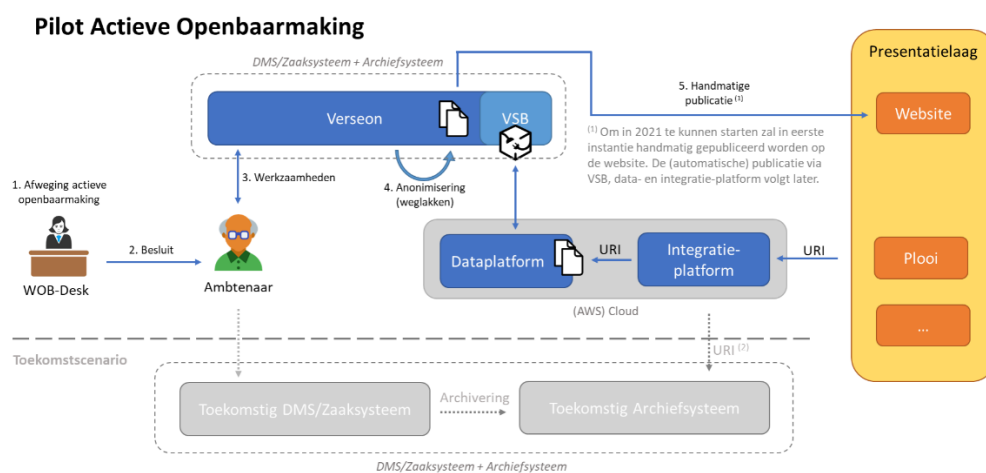 Pilot Actieve Openbaarmaking
DMS/Zaaksysteem + Archiefsysteem
Presentatielaag
5. Handmatige
publicatie (1)
Verseon
VSB
Website
(1) Om in 2021 te kunnen starten zal in eerste
instantie handmatig gepubliceerd worden op
de website. De (automatische) publicatie via
VSB, data- en integratie-platform volgt later.
3. Werkzaamheden
4. Anonimisering
(weglakken)
1. Afweging actieve
openbaarmaking
2. Besluit
WOB-Desk
Ambtenaar
Dataplatform
URI
Integratie-
platform
URI
Plooi
(AWS) Cloud
...
Toekomstscenario
URI (2)
Toekomstig DMS/Zaaksysteem
Archivering
Toekomstig Archiefsysteem
DMS/Zaaksysteem + Archiefsysteem